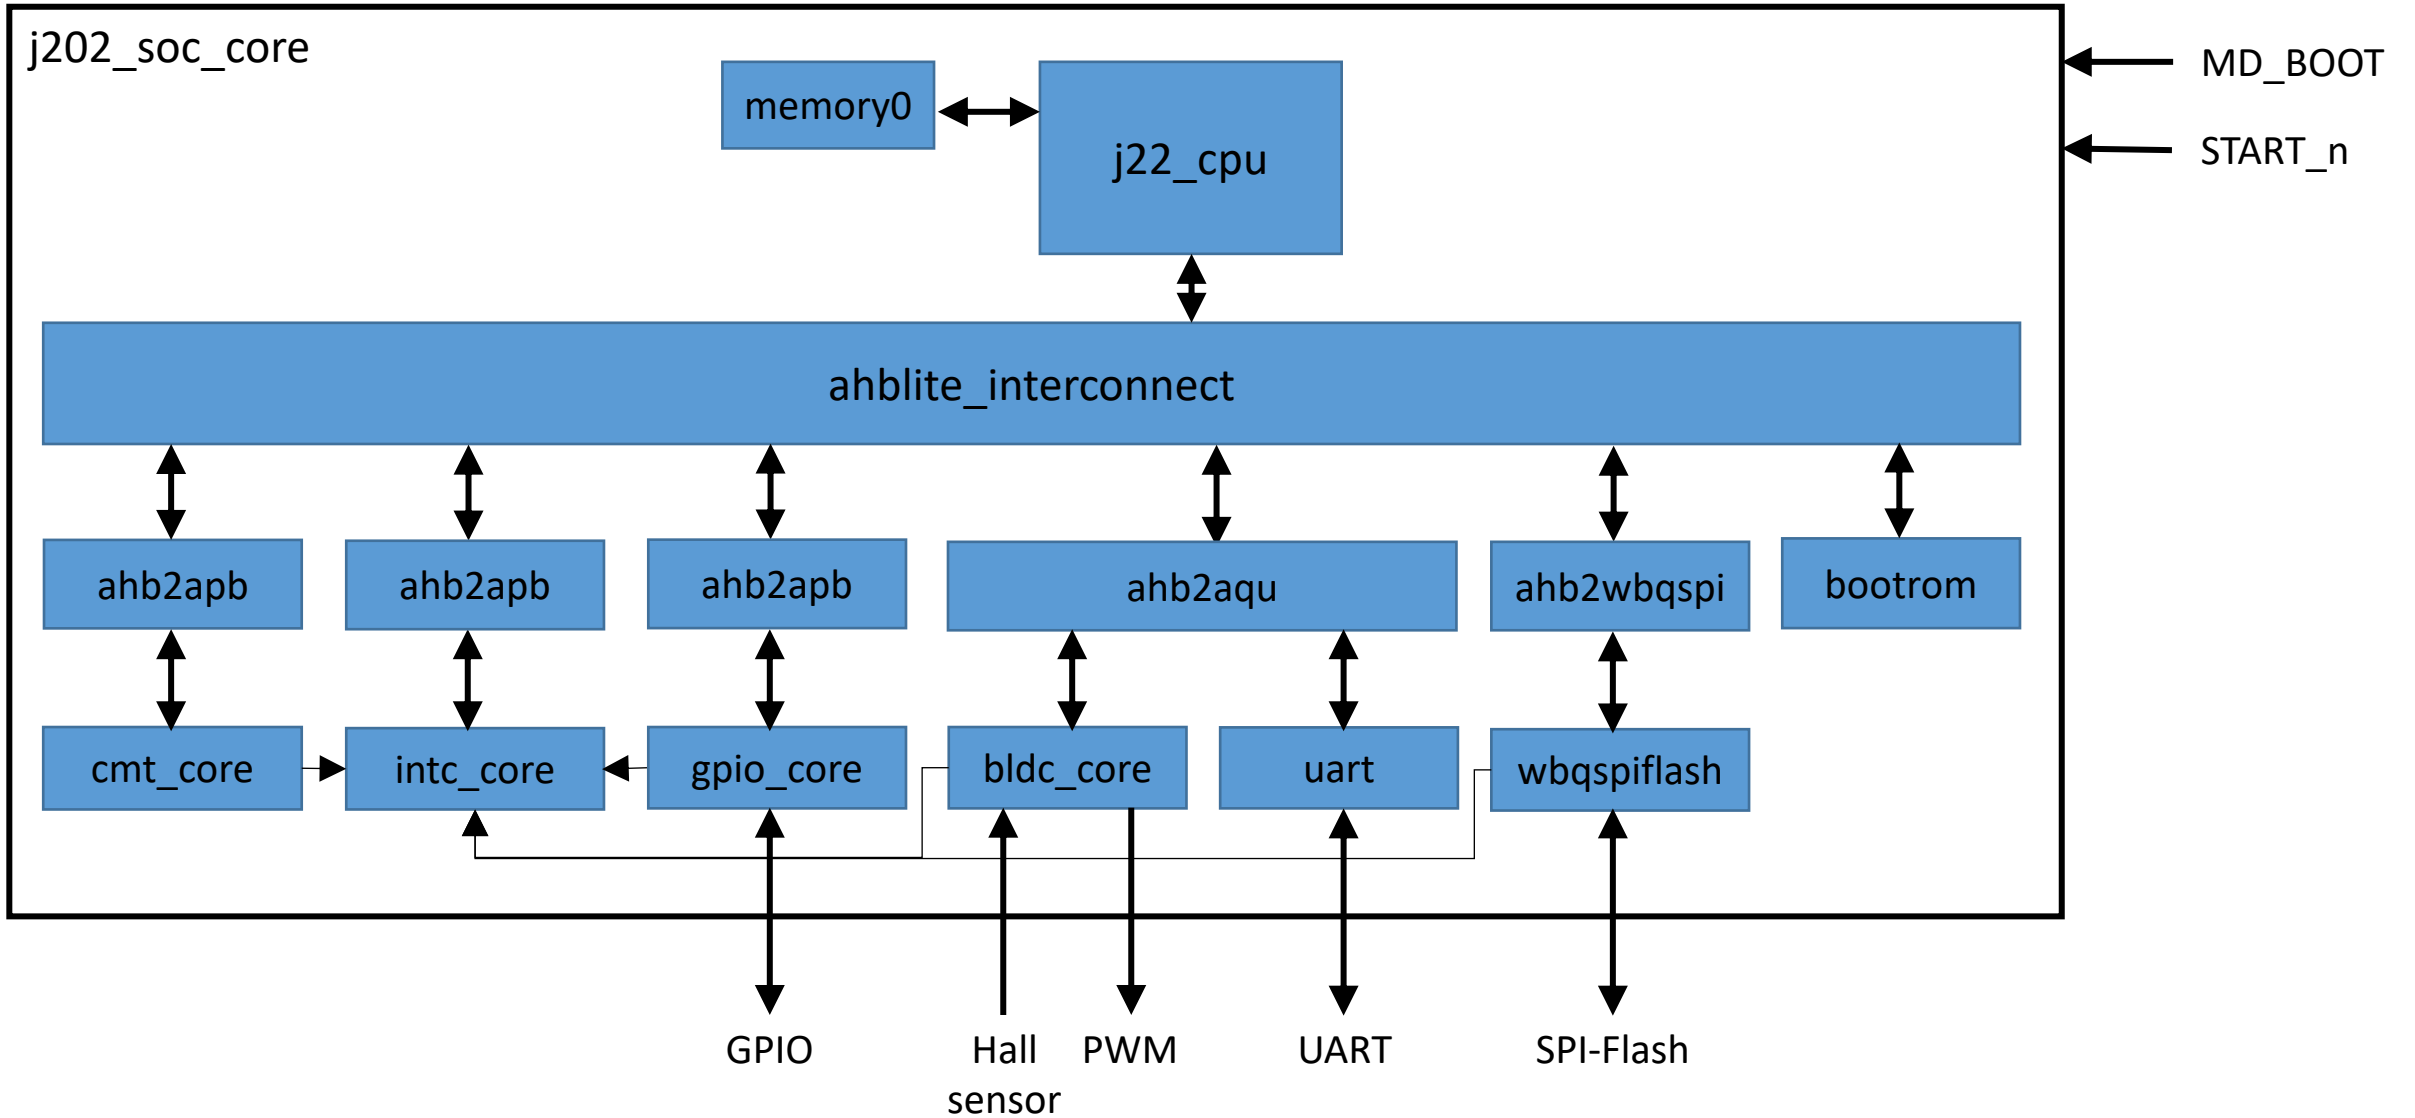 j202_soc_core
MD_BOOT
memory0
START_n
j22_cpu
ahblite_interconnect
ahb2apb
ahb2apb
ahb2apb
ahb2aqu
ahb2wbqspi
bootrom
cmt_core
intc_core
gpio_core
bldc_core
uart
wbqspiflash
GPIO
Hall
sensor
PWM
UART
SPI-Flash